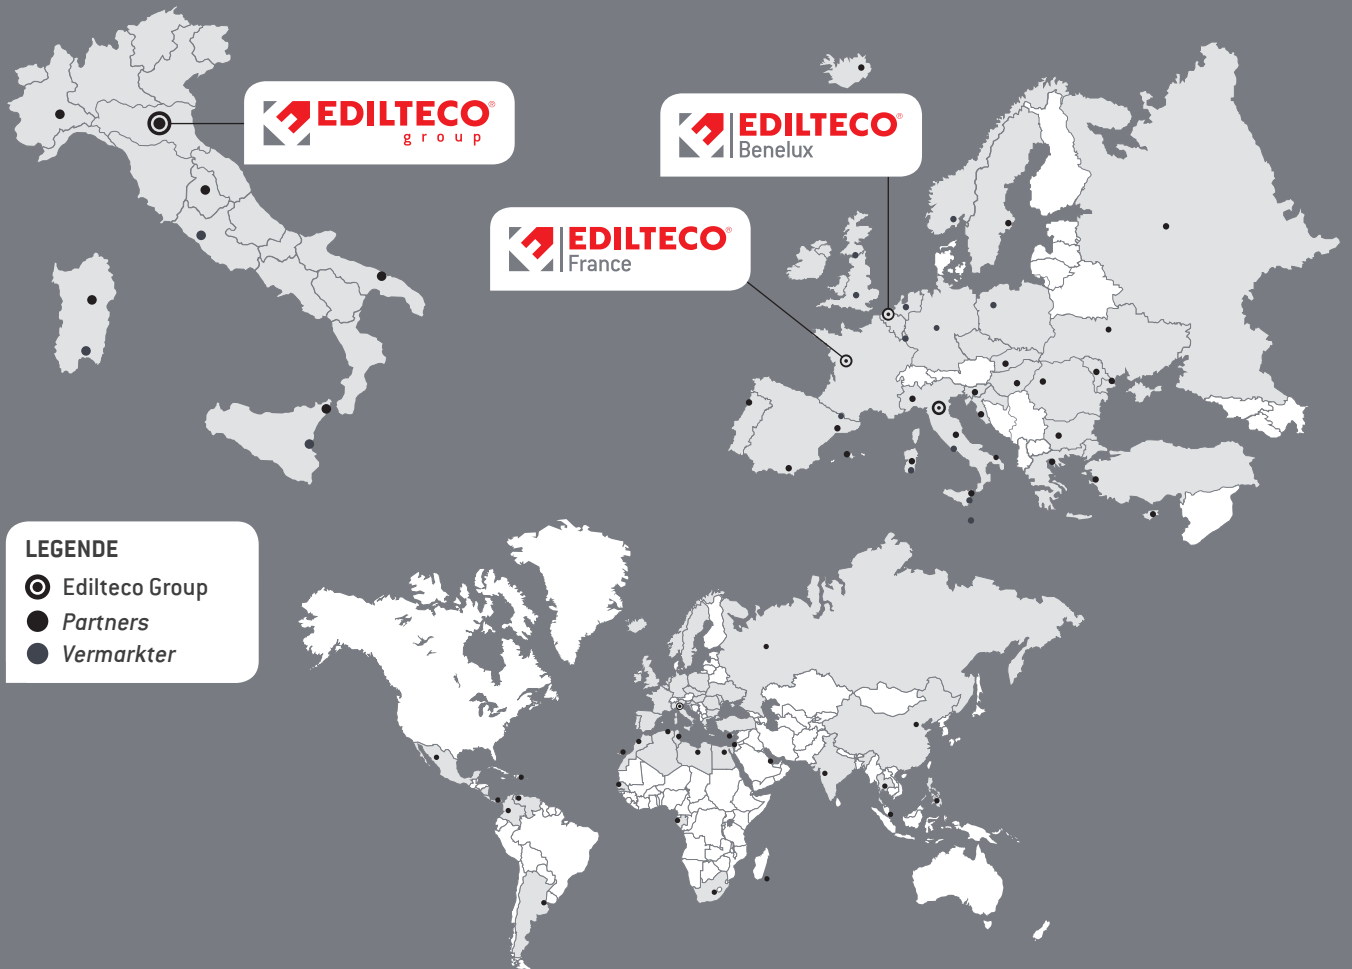 EDILTECO®
group
EDILTECO®
Benelux
EDILTECO®
France
LEGENDE
Edilteco Group
Partners
Vermarkter